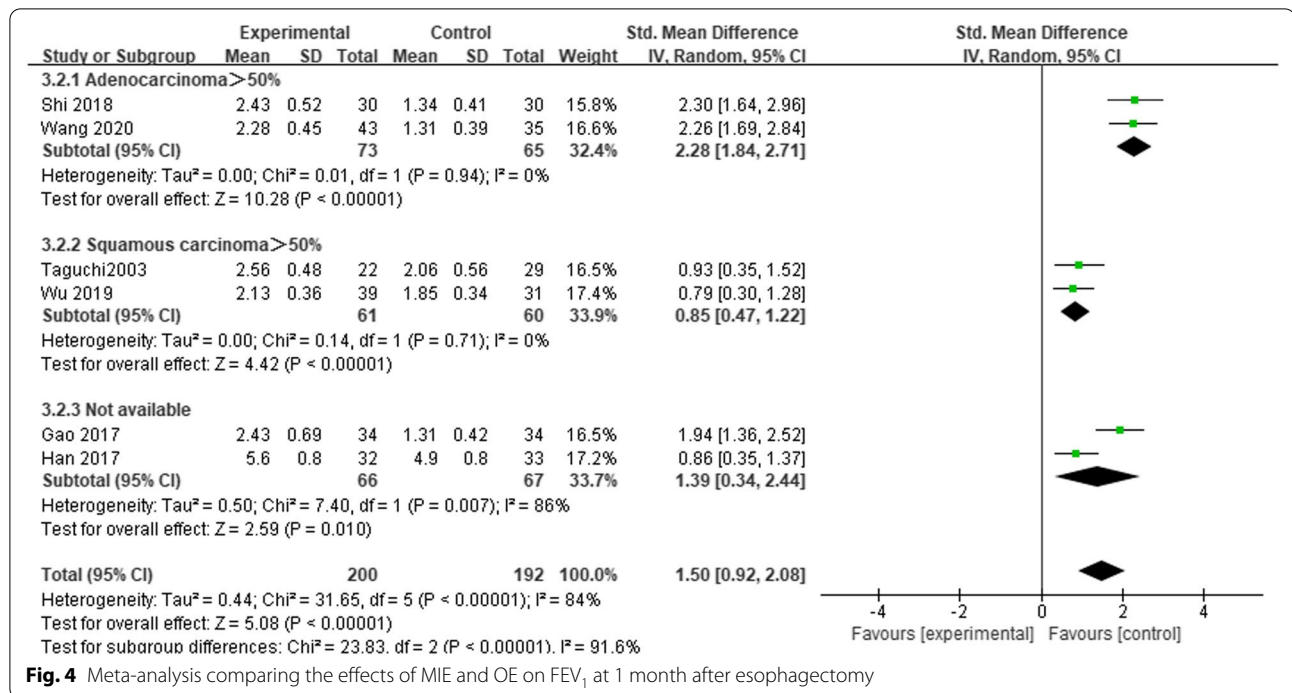 Experimental Control Std. Mean Difference Std. Mean Difference
Study or Subgroup Mean SD Total Mean SD Total Weight IV, Random, 95% CI IV, Random, 95% CI
3.2.1 Adenocarcinoma＞50%
Shi 2018 2.43 0.52 30 1.34 0.41 30 15.8% 2.30 [1.64, 2.96]
Wang 2020 2.28 0.45 43 1.31 0.39 35 16.6% 2.26 [1.69, 2.84]
Subtotal (95% CI) 73 65 32.4% 2.28 [1.84, 2.71]
Heterogeneity: Tau² = 0.00; Chi² = 0.01, df = 1 (P = 0.94); I² = 0%
Test for overall effect: Z = 10.28 (P < 0.00001)
3.2.2 Squamous carcinoma＞50%
Taguchi2003 2.56 0.48 22 2.06 0.56 29 16.5% 0.93 [0.35, 1.52]
Wu 2019 2.13 0.36 39 1.85 0.34 31 17.4% 0.79 [0.30, 1.28]
Subtotal (95% CI) 61 60 33.9% 0.85 [0.47, 1.22]
Heterogeneity: Tau² = 0.00; Chi² = 0.14, df = 1 (P = 0.71); I² = 0%
Test for overall effect: Z = 4.42 (P < 0.00001)
3.2.3 Not available
Gao 2017 2.43 0.69 34 1.31 0.42 34 16.5% 1.94 [1.36, 2.52]
Han 2017 5.6 0.8 32 4.9 0.8 33 17.2% 0.86 [0.35, 1.37]
Subtotal (95% CI) 66 67 33.7% 1.39 [0.34, 2.44]
Heterogeneity: Tau² = 0.50; Chi² = 7.40, df = 1 (P = 0.007); I² = 86%
Test for overall effect: Z = 2.59 (P = 0.010)
Total (95% CI) 200 192 100.0% 1.50 [0.92, 2.08]
Heterogeneity: Tau² = 0.44; Chi² = 31.65, df = 5 (P < 0.00001); I² = 84%
Test for overall effect: Z = 5.08 (P < 0.00001)
Test for subgroup differences: Chi² = 23.83, df = 2 (P < 0.00001), I² = 91.6%
-4 -2 0 2 4
Favours [experimental] Favours [control]
Fig. 4 Meta-analysis comparing the effects of MIE and OE on FEV₁ at 1 month after esophagectomy